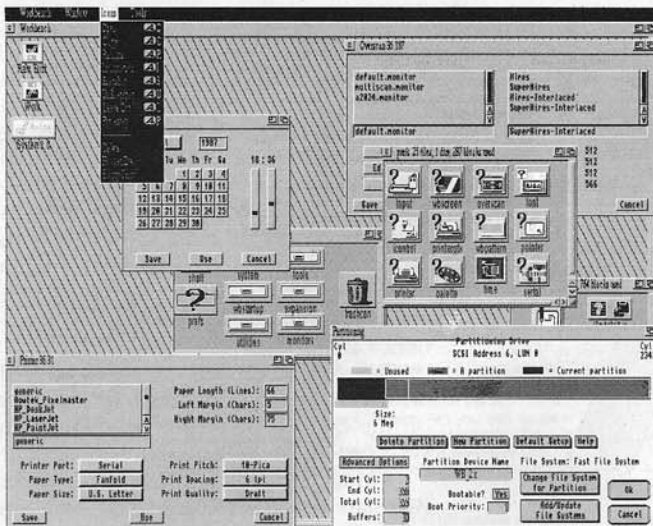 Workbench Window Icons Tools
Workbench
Ram Disk
Work
System2.0
1987
Tu We Th Fr Sa
1 2 3 4
5 6 7 8 9 10 11
12 13 14 15 16 17 18
19 20 21 22 23 24 25
26 27 28 29 30
18:36
Save Use Cancel
Overscan 36.107
default.monitor
multiscan.monitor
a2024.monitor
default.monitor
Hires
SuperHires
Hires-Interlaced
SuperHires-Interlaced
SuperHires-Interlaced
512
512
512
566
Save
Cancel
input wbscreen overscan font
icontrol printergfx wbpattern pointer
printer palette time serial
shell system tools
prefs wbstartup expansion
utilities monitors
trashcan
764 blocks used
generic
Howtek_Pixelmaster
HP_DeskJet
HP_LaserJet
HP_PaintJet
generic
Paper Length (Lines): 66
Left Margin (Chars): 5
Right Margin (Chars): 75
Printer Port: Serial
Paper Type: Fanfold
Paper Size: U.S. Letter
Print Pitch: 10-Pica
Print Spacing: 6 lpi
Print Quality: Draft
Save Use Cancel
Partitioning
Partitioning Drive
SCSI Address 6, LUN 0
Cyl
0
Cyl
234
= Unused = A partition = Current partition
Size:
6 Meg
Delete Partition New Partition Default Setup Help
Advanced Options
Partition Device Name
WB_2.x
File System: Fast File System
Start Cyl:
End Cyl:
Total Cyl:
Buffers:
Bootable? Yes
Boot Priority:
Change File System for Partition
Add/Update File Systems
Ok
Cancel